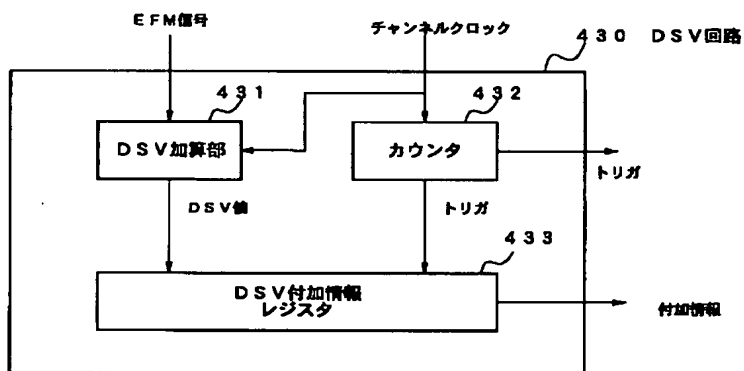 EFM信号
チャンネルクロック
430 DSV回路
431
432
DSV加算部
カウンタ
トリガ
DSV値
トリガ
433
DSV付加情報
レジスタ
付加情報